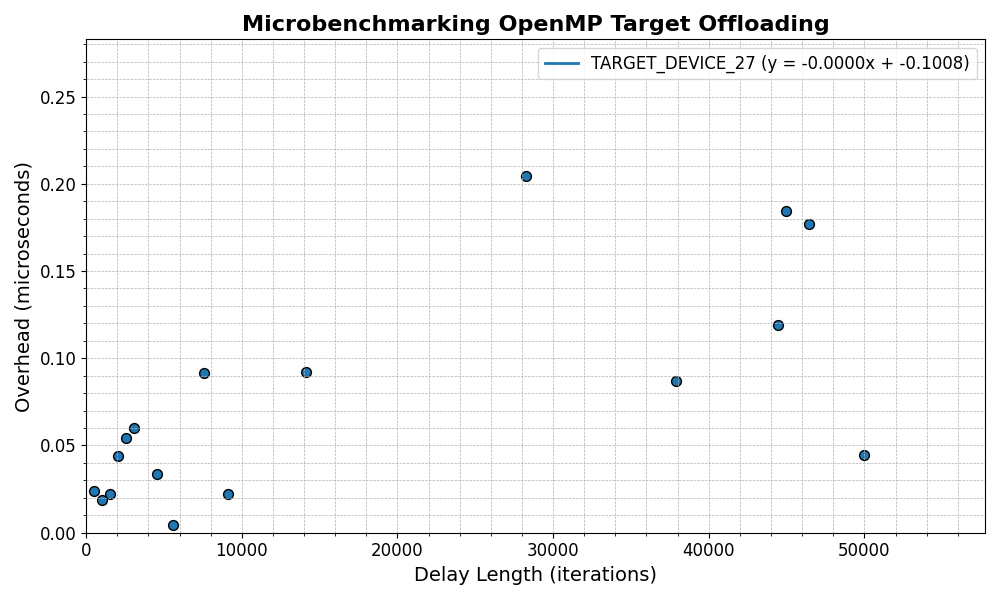 Microbenchmarking OpenMP Target Offloading
TARGET_DEVICE_27 (y = -0.0000x + -0.1008)
Overhead (microseconds)
0.25
0.20
0.15
0.10
0.05
0.00
0 10000 20000 30000 40000 50000
Delay Length (iterations)